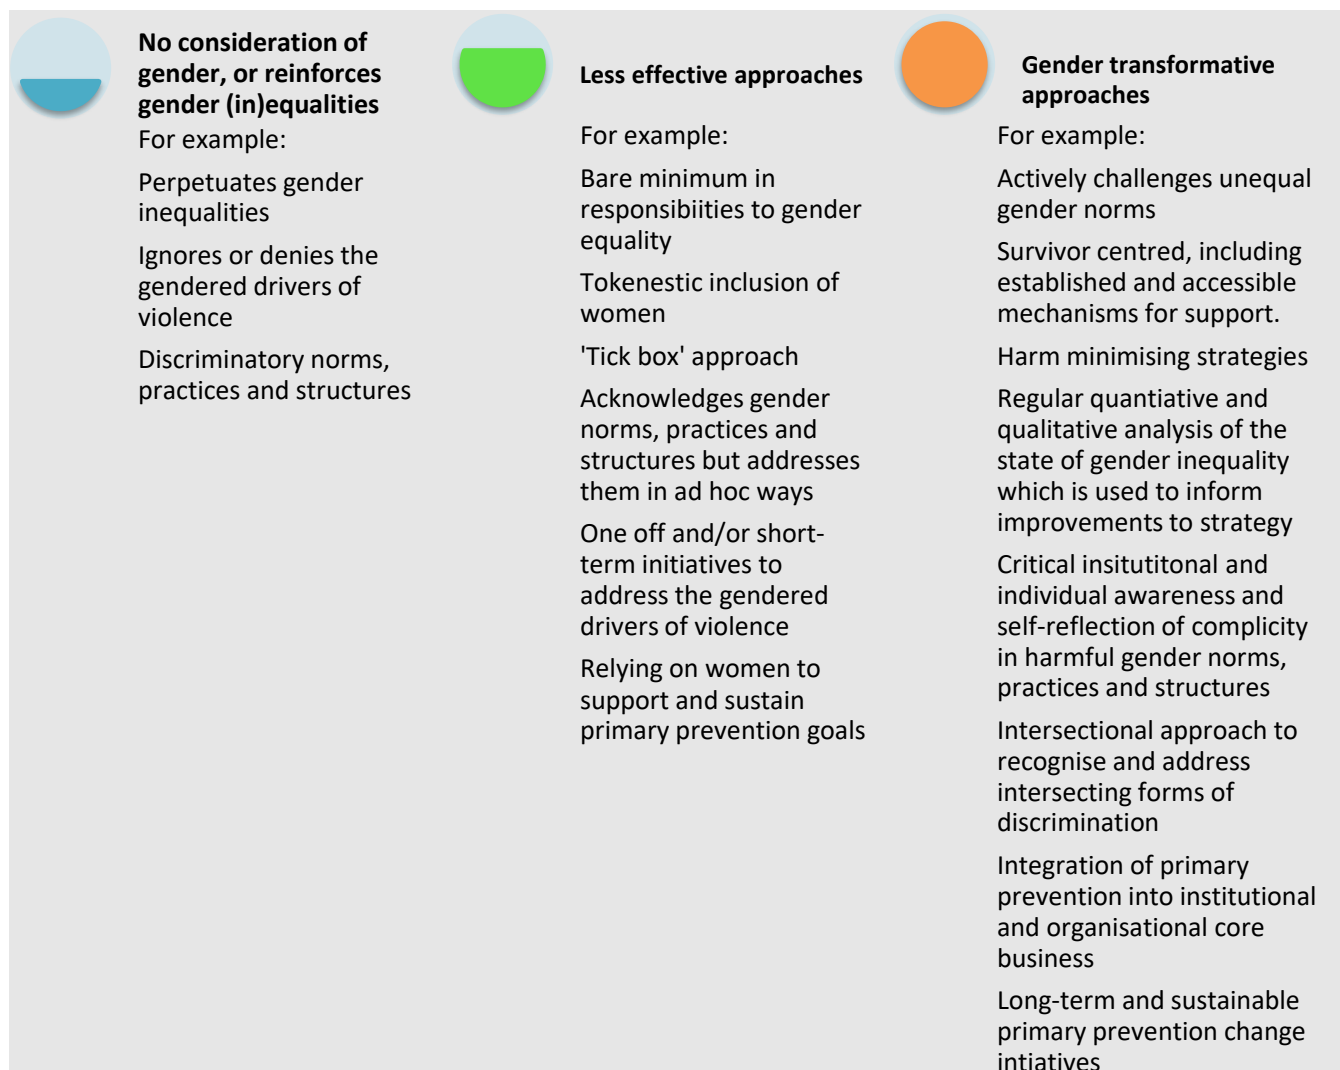 No consideration of
gender, or reinforces
gender (in)equalities
For example:
Perpetuates gender
inequalities
Ignores or denies the
gendered drivers of
violence
Discriminatory norms,
practices and structures
Less effective approaches
For example:
Bare minimum in
responsibiities to gender
equality
Tokenestic inclusion of
women
'Tick box' approach
Acknowledges gender
norms, practices and
structures but addresses
them in ad hoc ways
One off and/or short-
term initiatives to
address the gendered
drivers of violence
Relying on women to
support and sustain
primary prevention goals
Gender transformative
approaches
For example:
Actively challenges unequal
gender norms
Survivor centred, including
established and accessible
mechanisms for support.
Harm minimising strategies
Regular quantiative and
qualitative analysis of the
state of gender inequality
which is used to inform
improvements to strategy
Critical insitutitonal and
individual awareness and
self-reflection of complicity
in harmful gender norms,
practices and structures
Intersectional approach to
recognise and address
intersecting forms of
discrimination
Integration of primary
prevention into institutional
and organisational core
business
Long-term and sustainable
primary prevention change
intiatives